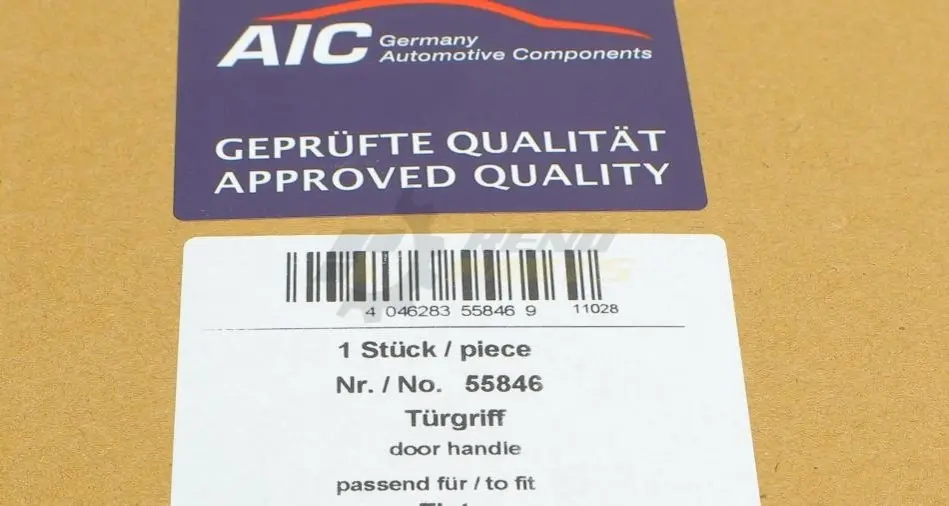 AIC Germany
Automotive Components
GEPRÜFTE QUALITÄT
APPROVED QUALITY
4 046283 55846 9 11028
1 Stück / piece
Nr. / No. 55846
Türgriff
door handle
passend für / to fit